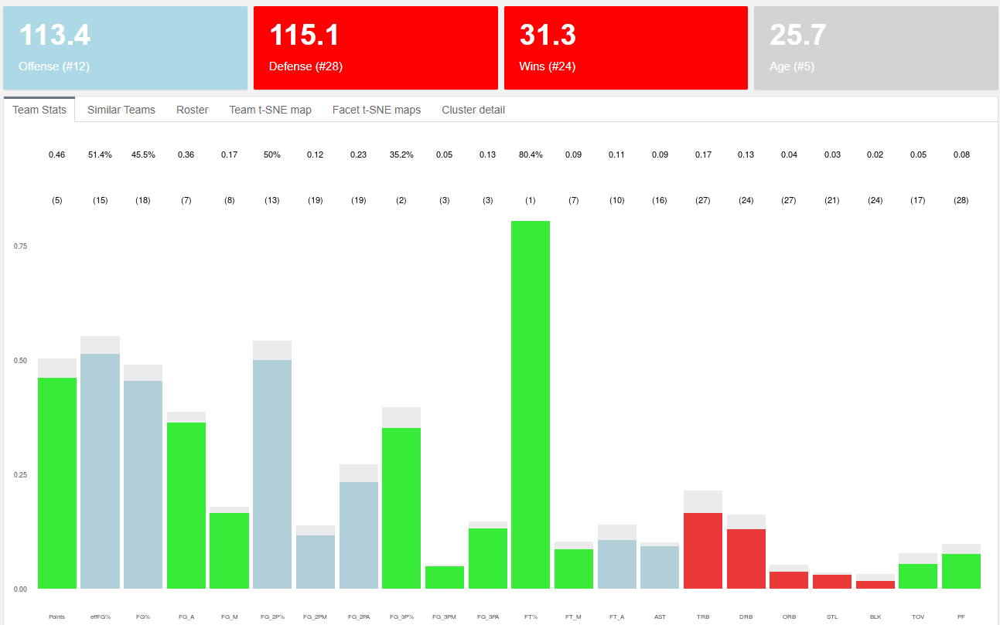 113.4 115.1 31.3 25.7
Offense (#12) Defense (#28) Wins (#24) Age (#5)
Team Stats Similar Teams Roster Team t-SNE map Facet t-SNE maps Cluster detail
0.46 51.4% 45.5% 0.36 0.17 50% 0.12 0.23 35.2% 0.05 0.13 80.4% 0.09 0.11 0.09 0.17 0.13 0.04 0.03 0.02 0.05 0.08
(5) (15) (18) (7) (8) (13) (19) (19) (2) (3) (3) (1) (7) (10) (16) (27) (24) (27) (21) (24) (17) (28)
0.75
0.50
0.25
0.00
Points effFG% FG% FG_A FG_M FG_2P% FG_2PM FG_2PA FG_3P% FG_3PM FG_3PA FT% FT_M FT_A AST TRB DRB ORB STL BLK TOV PF